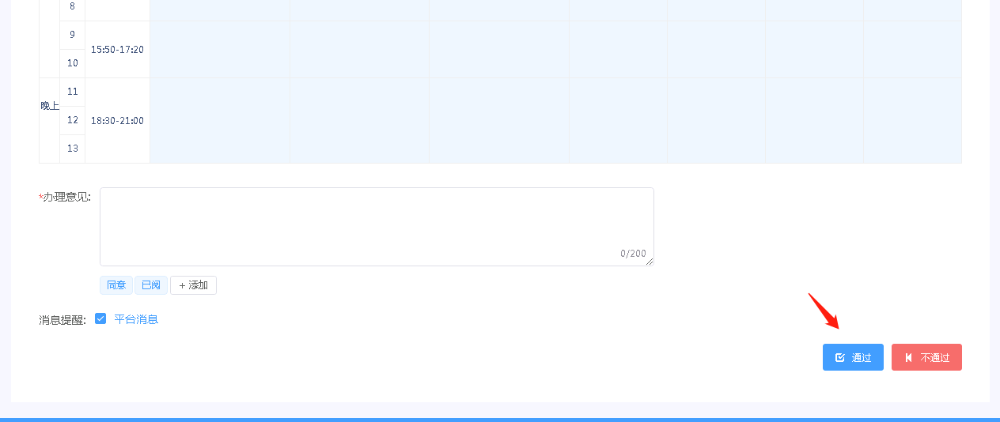 8
9
15:50-17:20
10
11
晚上
12
18:30-21:00
13
*办理意见:
0/200
同意 已阅 + 添加
消息提醒: 平台消息
通过 不通过